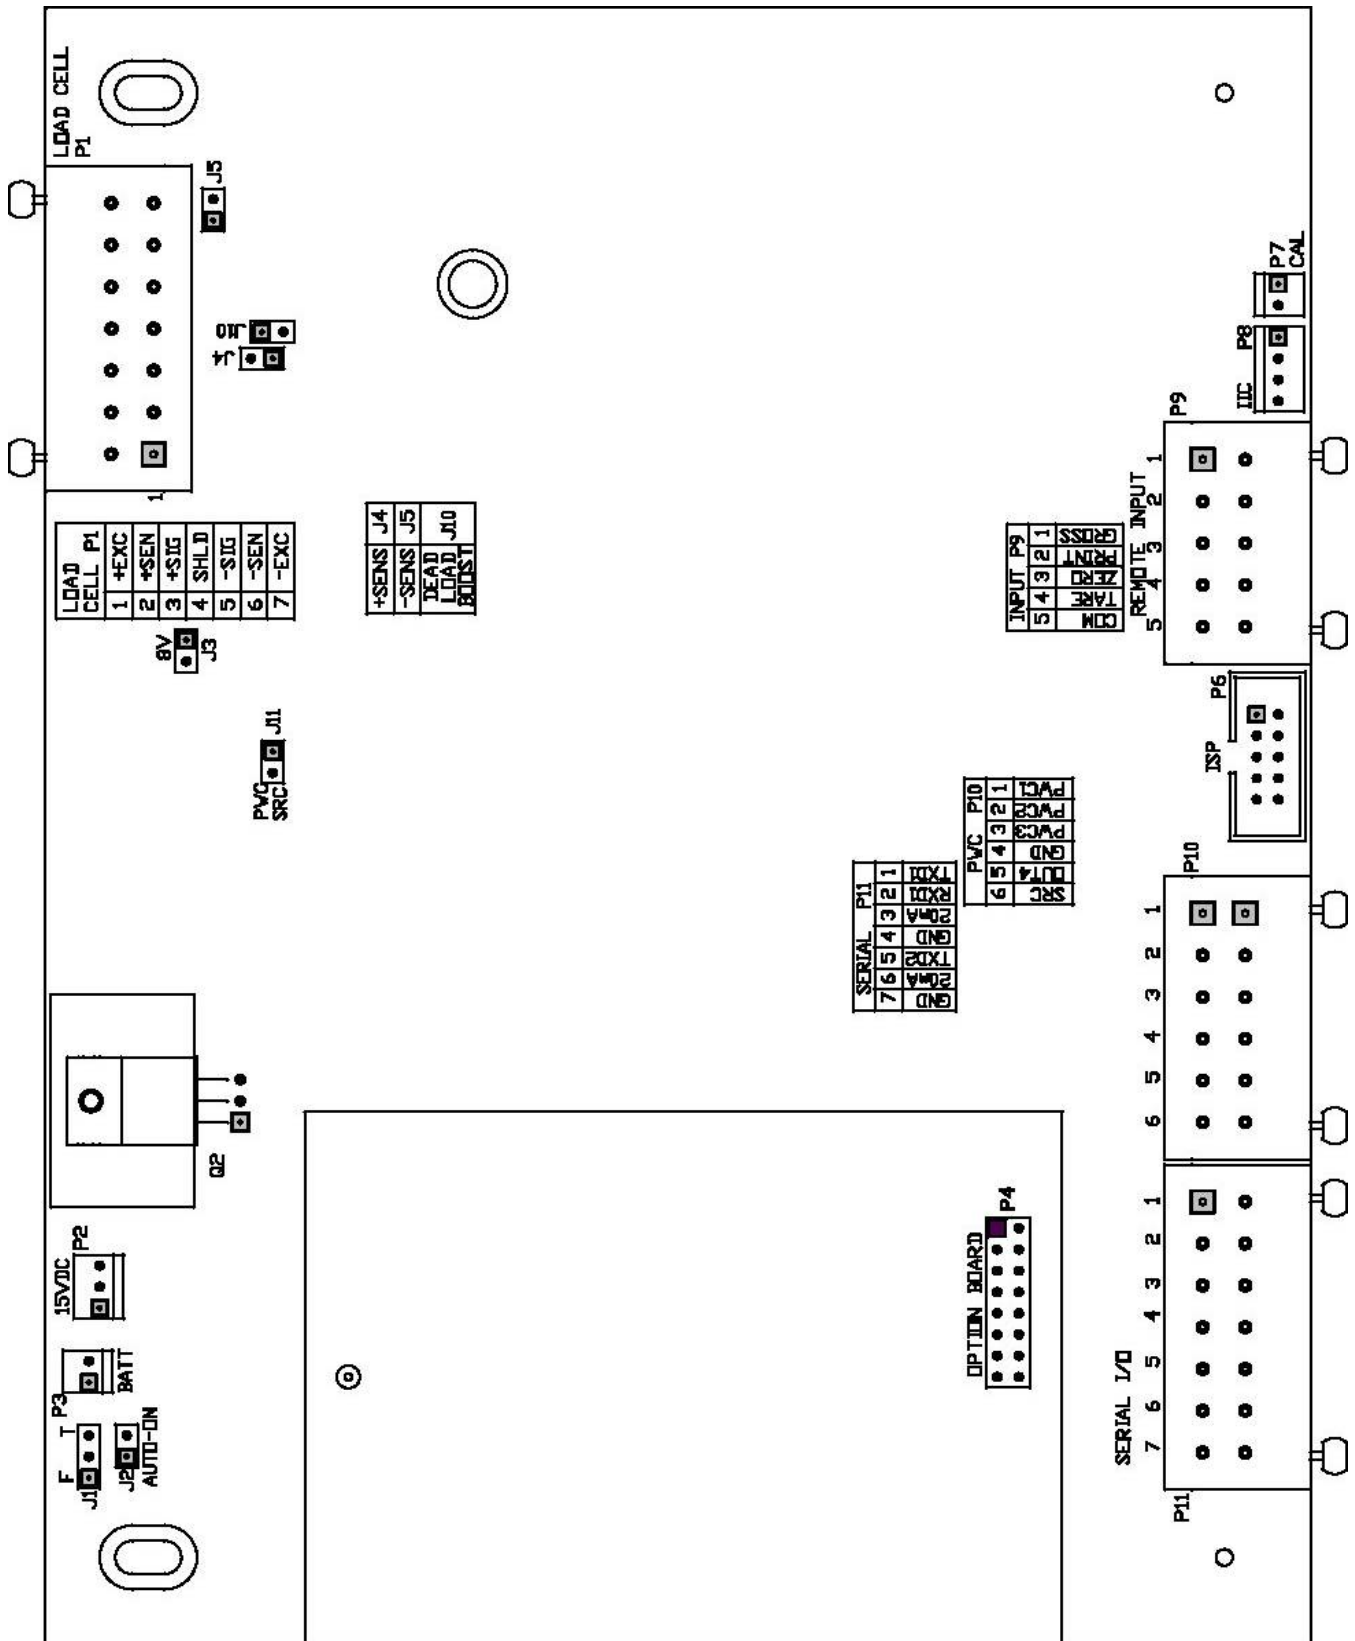 LOAD CELL
P1
J5
J10
J4
1
LOAD
CELL P1
1 +EXC
2 +SEN
3 +SIG
4 SHLD
5 -SIG
6 -SEN
7 -EXC
+SENS J4
-SENS J5
DEAD
LOAD
BOOST
J10
8V
J3
J11
PWC
SRC
P7
CAL
P8
IIC
P9
REMOTE INPUT
1
2
3
4
5
INPUT P9
1 GROSS
2 PRINT
3 ZERO
4 TARE
5 COM
P6
ISP
PWC P10
1 PWC1
2 PWC2
3 PWC3
4 GND
5 OUT4
6 SRC
SERIAL P11
1 TXD1
2 RXD1
3 20mA
4 GND
5 TXD2
6 20mA
7 GND
P10
1
2
3
4
5
6
Q2
P2
15VDC
P3
BATT
F T
J1
J2
AUTO-ON
P4
OPTION BOARD
1
2
3
4
5
6
7
SERIAL I/O
P11